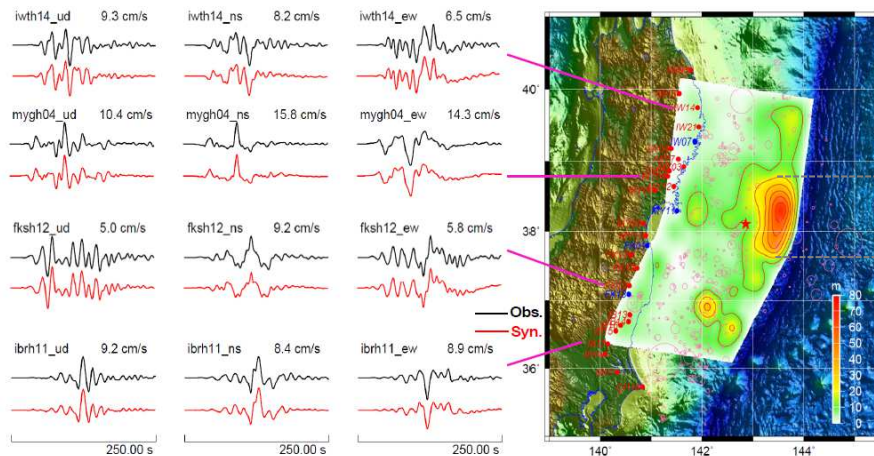 iwth14_ud 9.3 cm/s
iwth14_ns 8.2 cm/s
iwth14_ew 6.5 cm/s
mygh04_ud 10.4 cm/s
mygh04_ns 15.8 cm/s
mygh04_ew 14.3 cm/s
fksh12_ud 5.0 cm/s
fksh12_ns 9.2 cm/s
fksh12_ew 5.8 cm/s
Obs.
Syn.
ibrh11_ud 9.2 cm/s
ibrh11_ns 8.4 cm/s
ibrh11_ew 8.9 cm/s
250.00 s
250.00 s
250.00 s
40°
38°
36°
140°
142°
144°
IW21
m
80
70
60
50
40
30
20
10
0